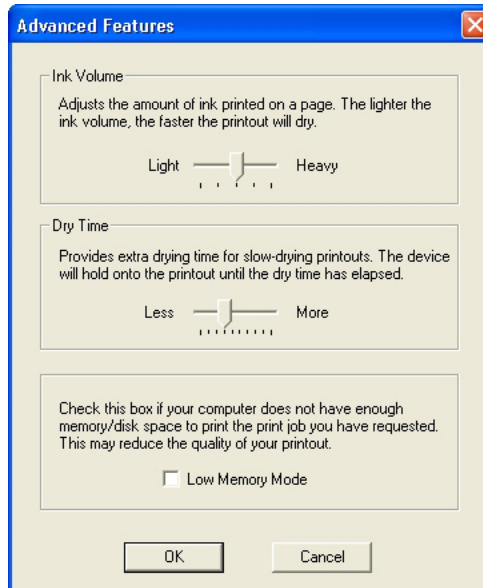 Advanced Features
Ink Volume
Adjusts the amount of ink printed on a page. The lighter the
ink volume, the faster the printout will dry.
Light Heavy
Dry Time
Provides extra drying time for slow-drying printouts. The device
will hold onto the printout until the dry time has elapsed.
Less More
Check this box if your computer does not have enough
memory/disk space to print the print job you have requested.
This may reduce the quality of your printout.
Low Memory Mode
OK Cancel